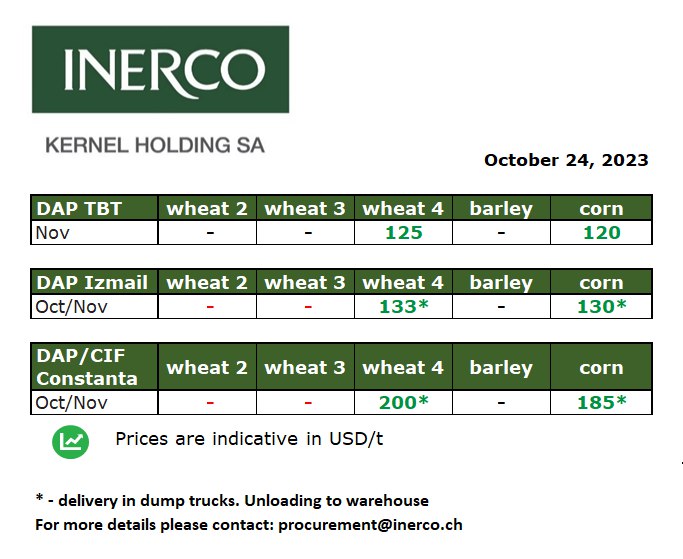 INERCO
KERNEL HOLDING SA
October 24, 2023
DAP TBT wheat 2 wheat 3 wheat 4 barley corn
Nov - - 125 - 120
DAP Izmail wheat 2 wheat 3 wheat 4 barley corn
Oct/Nov - - 133* - 130*
DAP/CIF
Constanta wheat 2 wheat 3 wheat 4 barley corn
Oct/Nov - - 200* - 185*
Prices are indicative in USD/t
* - delivery in dump trucks. Unloading to warehouse
For more details please contact: procurement@inerco.ch